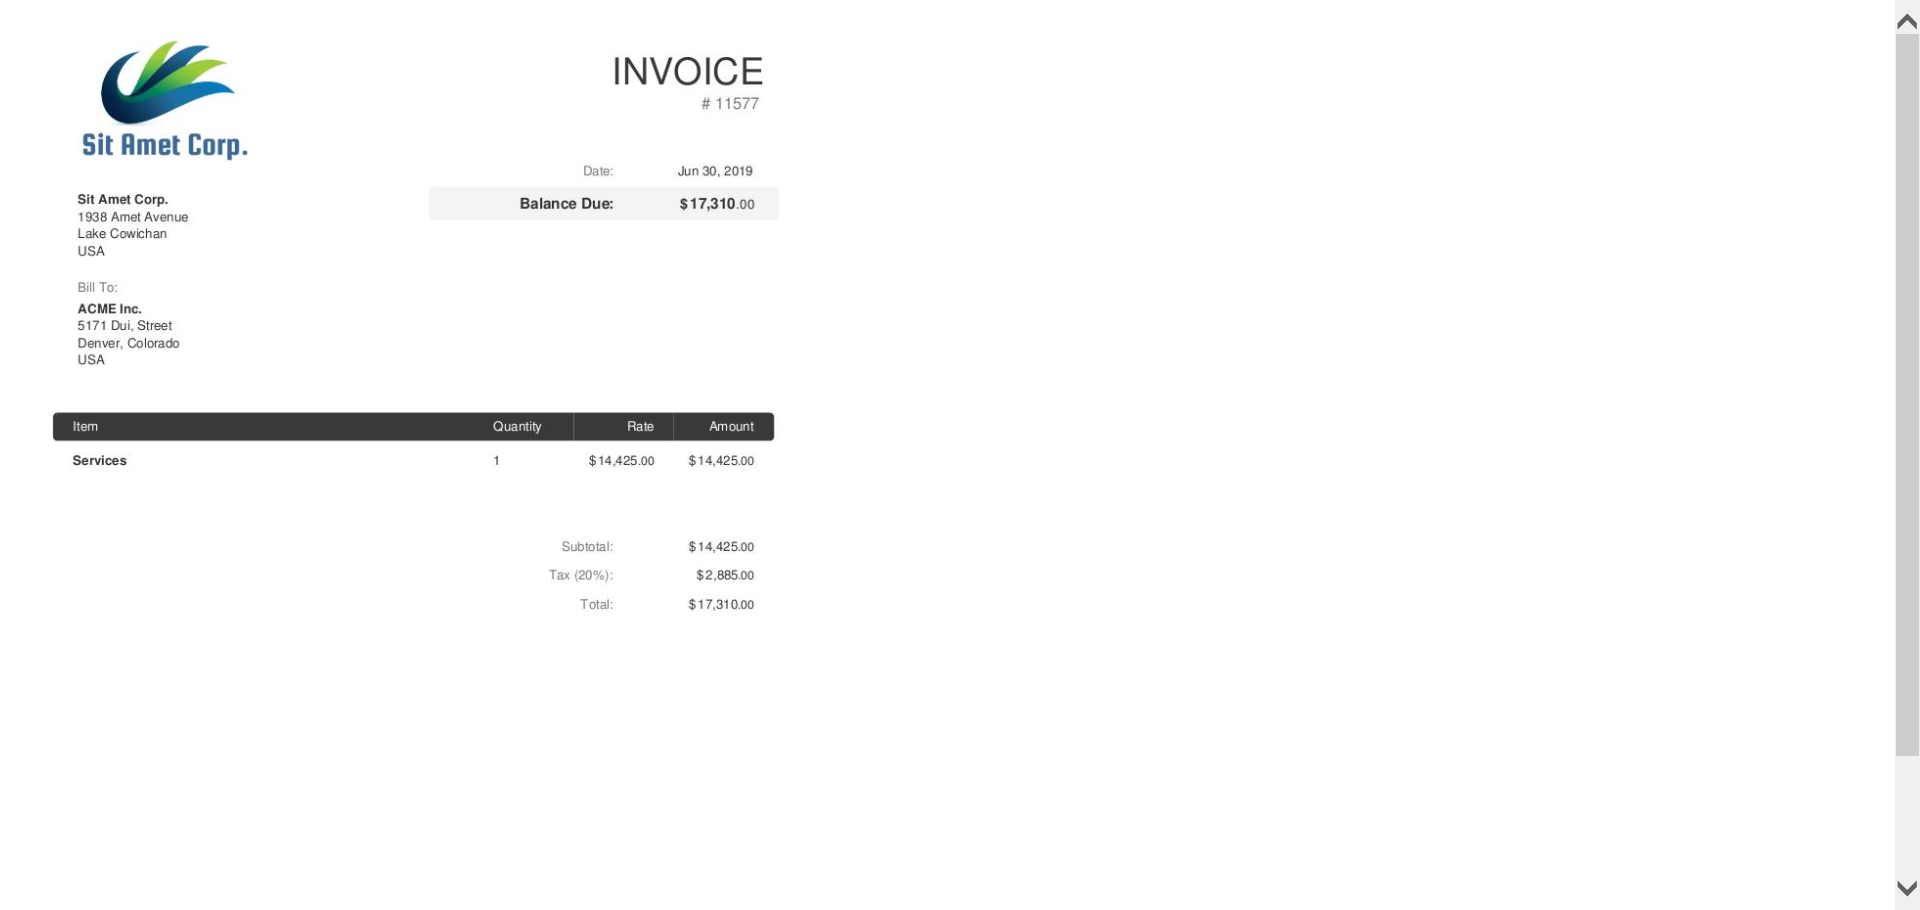 Sit Amet Corp.
INVOICE
# 11577
Date: Jun 30, 2019
Balance Due: $17,310.00
Sit Amet Corp.
1938 Amet Avenue
Lake Cowichan
USA
Bill To:
ACME Inc.
5171 Dui, Street
Denver, Colorado
USA
Item Quantity Rate Amount
Services 1 $14,425.00 $14,425.00
Subtotal: $14,425.00
Tax (20%): $2,885.00
Total: $17,310.00